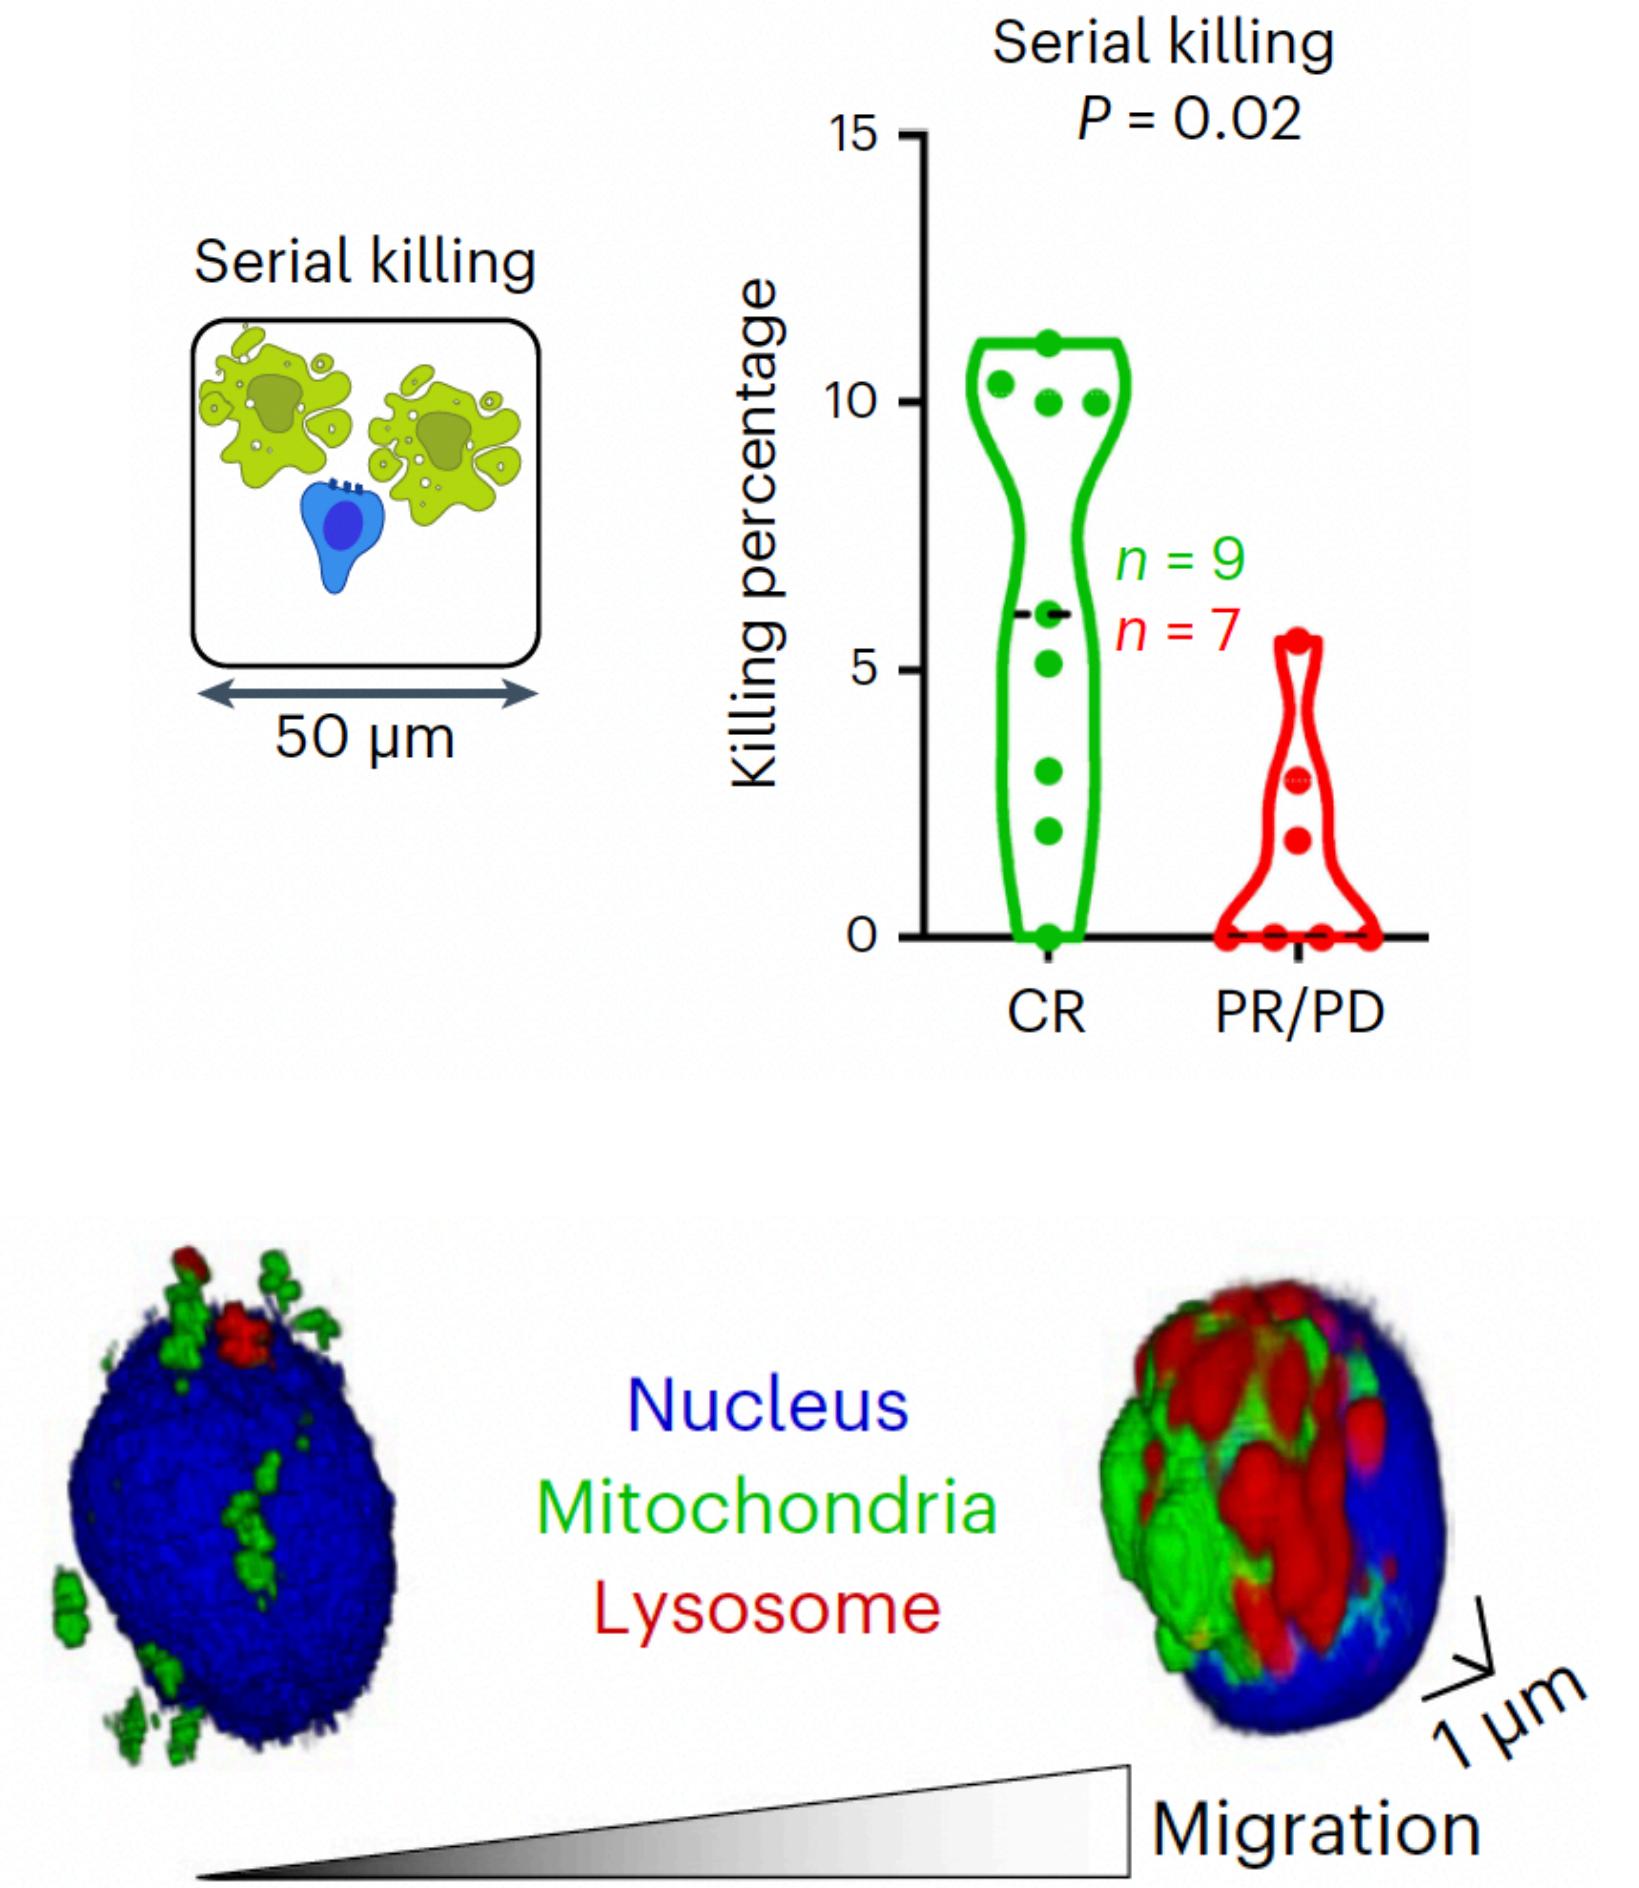 Serial killing
50 µm
Serial killing
P = 0.02
Killing percentage
15
10
5
0
n = 9
n = 7
CR
PR/PD
Nucleus
Mitochondria
Lysosome
1 µm
Migration